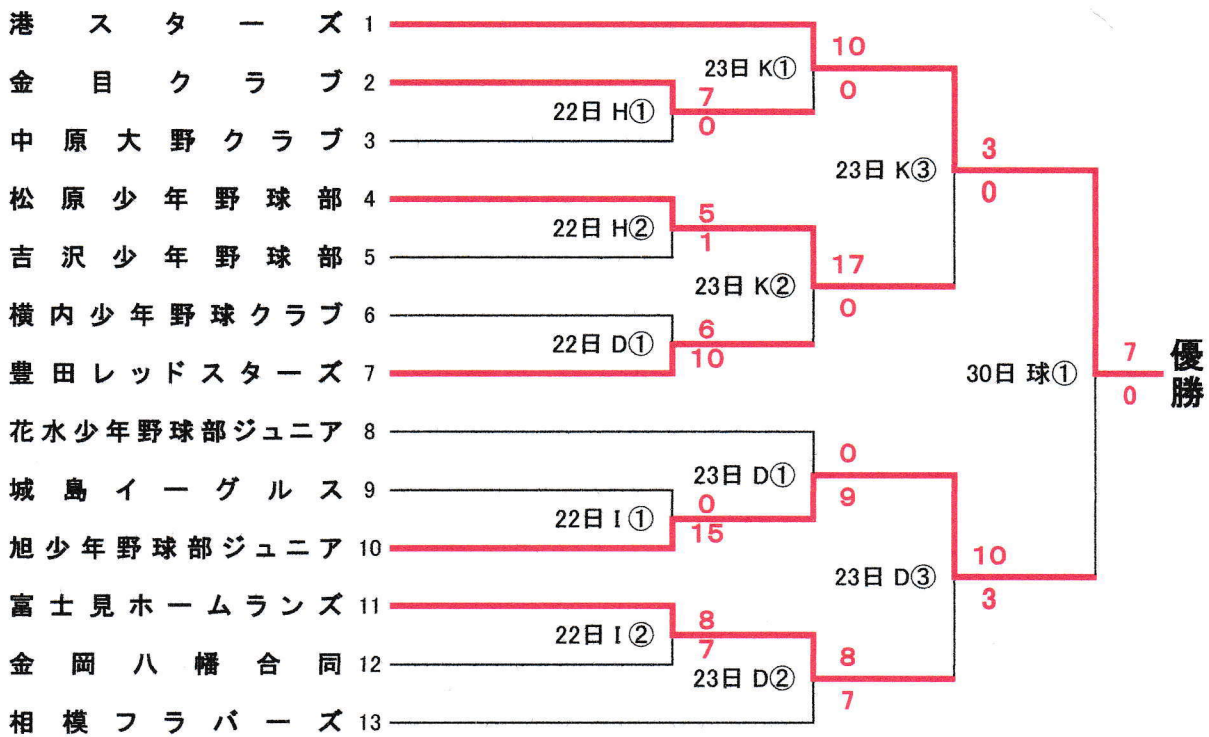 港スターズ 1
金目クラブ 2
中原大野クラブ 3
松原少年野球部 4
吉沢少年野球部 5
横内少年野球クラブ 6
豊田レッドスターズ 7
花水少年野球部ジュニア 8
城島イーグルス 9
旭少年野球部ジュニア 10
富士見ホームランズ 11
金岡八幡合同 12
相模フラバーズ 13
22日 H①
7
0
22日 H②
5
1
22日 D①
6
10
22日 I①
0
15
22日 I②
8
7
23日 K①
10
0
23日 K②
17
0
23日 D①
0
9
23日 D②
8
7
23日 K③
3
0
23日 D③
10
3
30日 球①
7
0
優勝